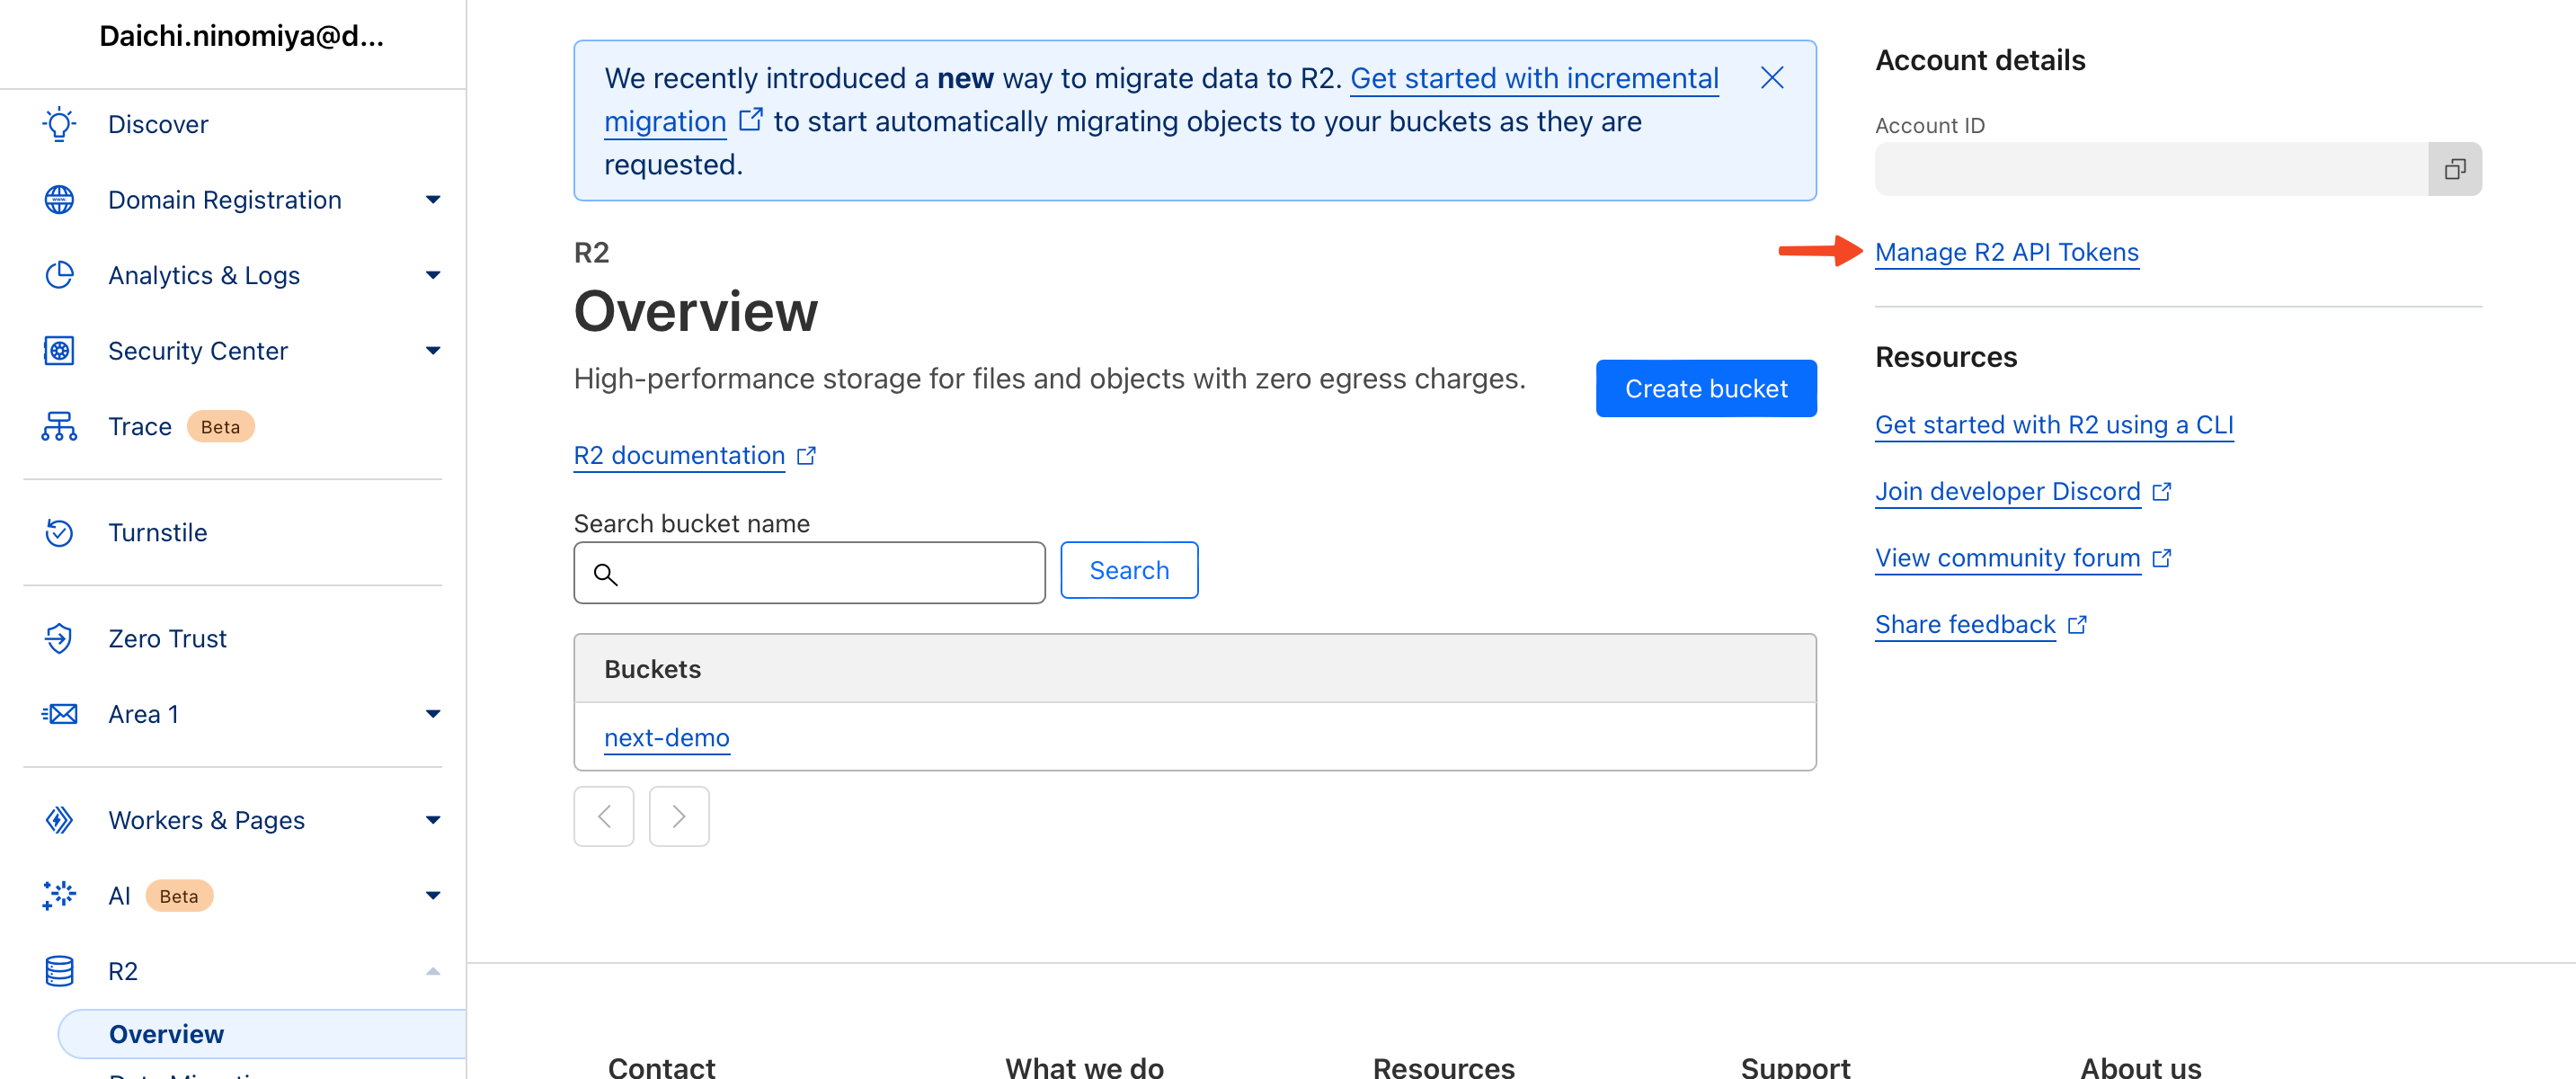 Daichi.ninomiya@d...
Discover
Domain Registration
Analytics & Logs
Security Center
Trace Beta
Turnstile
Zero Trust
Area 1
Workers & Pages
AI Beta
R2
Overview
We recently introduced a new way to migrate data to R2. Get started with incremental
migration to start automatically migrating objects to your buckets as they are
requested.
R2
Overview
High-performance storage for files and objects with zero egress charges.
Create bucket
R2 documentation
Search bucket name
Search
Buckets
next-demo
Account details
Account ID
Manage R2 API Tokens
Resources
Get started with R2 using a CLI
Join developer Discord
View community forum
Share feedback
Contact
What we do
Resources
Support
About us